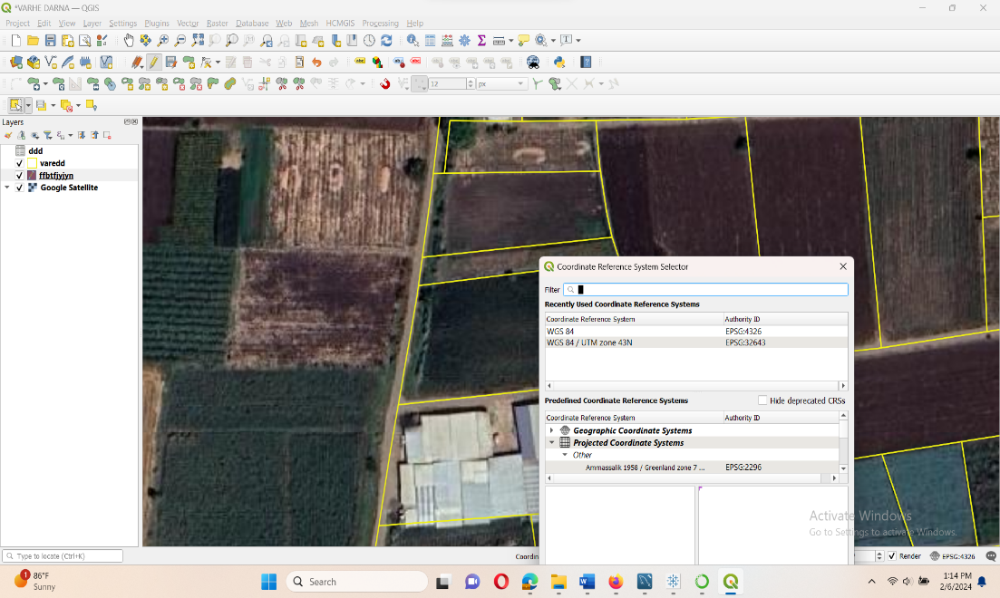 *VARHE DARNA — QGIS
Project Edit View Layer Settings Plugins Vector Raster Database Web Mesh HCMGIS Processing Help
12 px
Layers
ddd
varedd
ffbtfjyjyn
Google Satellite
Coordinate Reference System Selector
Filter
Recently Used Coordinate Reference Systems
Coordinate Reference System Authority ID
WGS 84 EPSG:4326
WGS 84 / UTM zone 43N EPSG:32643
Predefined Coordinate Reference Systems Hide deprecated CRSs
Coordinate Reference System Authority ID
Geographic Coordinate Systems
Projected Coordinate Systems
Other
Ammassalik 1958 / Greenland zone 7 ... EPSG:2296
Activate Windows
Go to Settings to activate Windows.
Type to locate (Ctrl+K) Coordin Render EPSG:4326
1 86°F
Sunny
Search
1:14 PM
2/6/2024